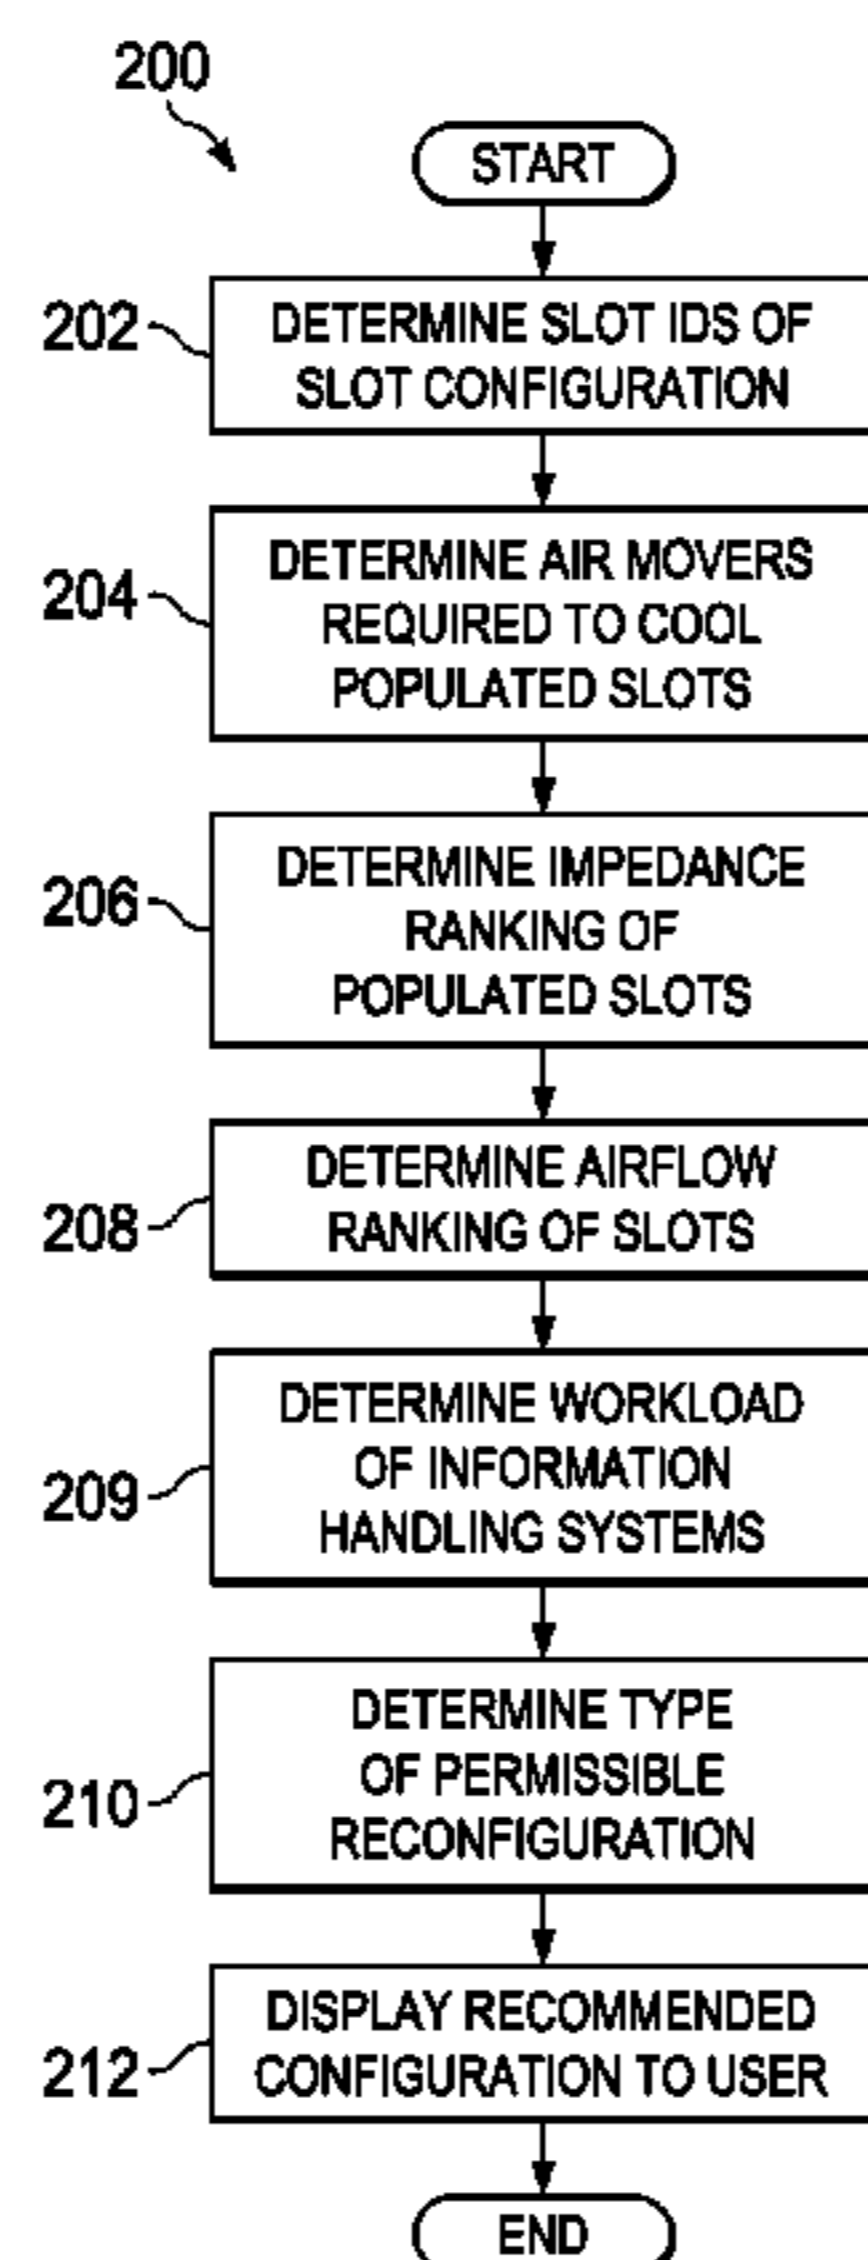 200
START
202
DETERMINE SLOT IDS OF
SLOT CONFIGURATION
204
DETERMINE AIR MOVERS
REQUIRED TO COOL
POPULATED SLOTS
206
DETERMINE IMPEDANCE
RANKING OF
POPULATED SLOTS
208
DETERMINE AIRFLOW
RANKING OF SLOTS
209
DETERMINE WORKLOAD
OF INFORMATION
HANDLING SYSTEMS
210
DETERMINE TYPE
OF PERMISSIBLE
RECONFIGURATION
212
DISPLAY RECOMMENDED
CONFIGURATION TO USER
END